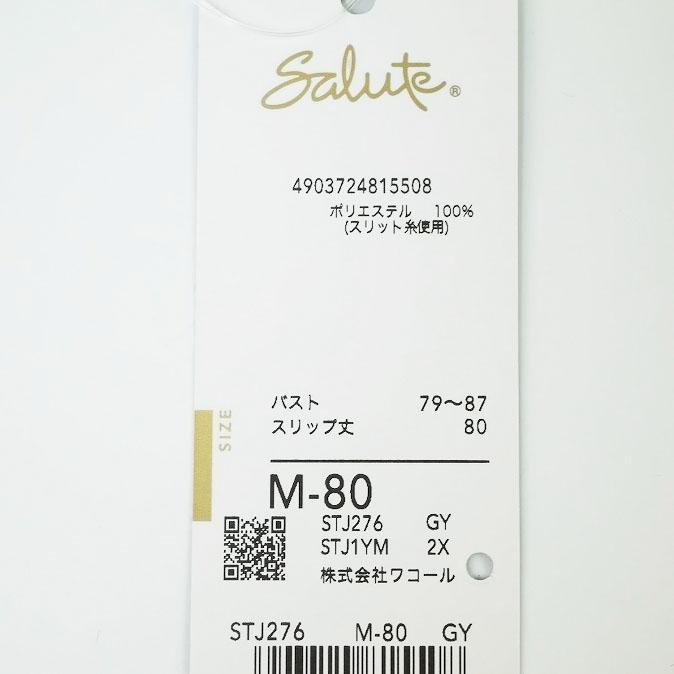 Salute®
4903724815508
ポリエステル 100%
(スリット糸使用)
SIZE
バスト 79〜87
スリップ丈 80
M-80
STJ276 GY
STJ1YM 2X
株式会社ワコール
STJ276 M-80 GY